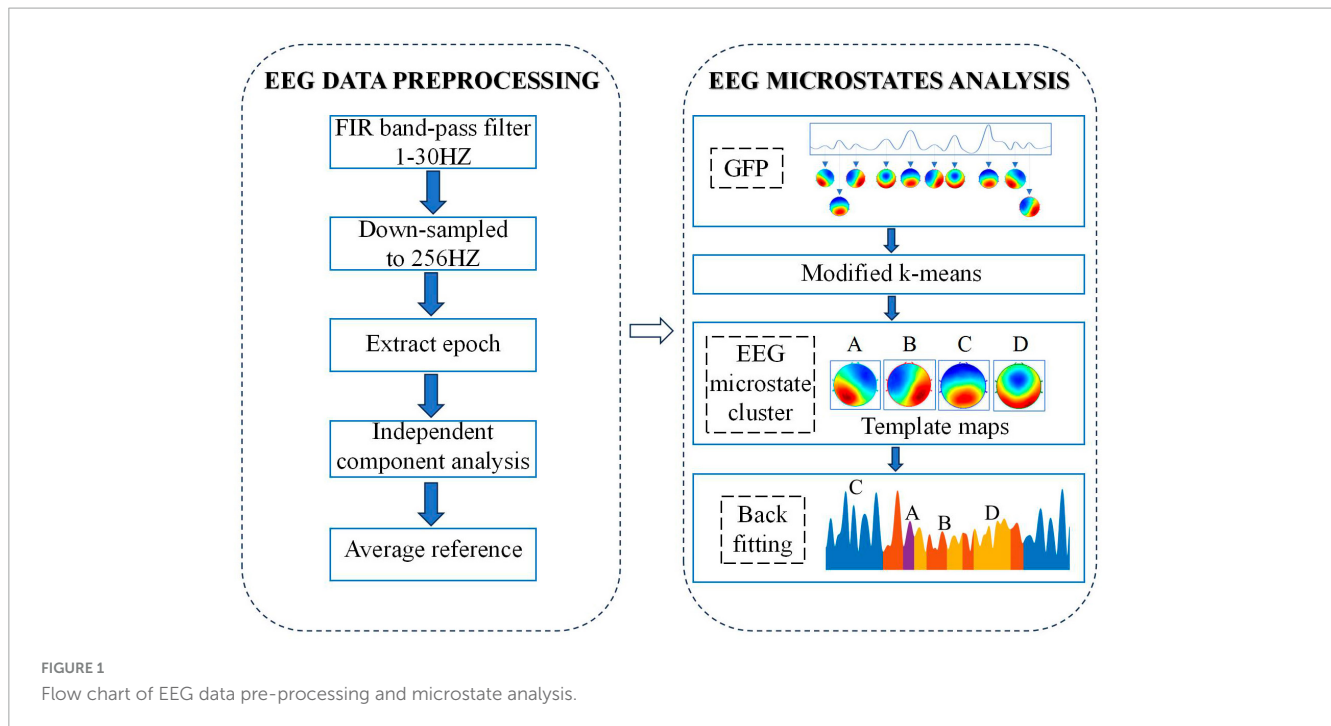 EEG DATA PREPROCESSING
FIR band-pass filter
1-30HZ
Down-sampled
to 256HZ
Extract epoch
Independent
component analysis
Average reference
EEG MICROSTATES ANALYSIS
GFP
Modified k-means
EEG
microstate
cluster
A B C D
Template maps
Back
fitting
C
A
B
D
FIGURE 1
Flow chart of EEG data pre-processing and microstate analysis.